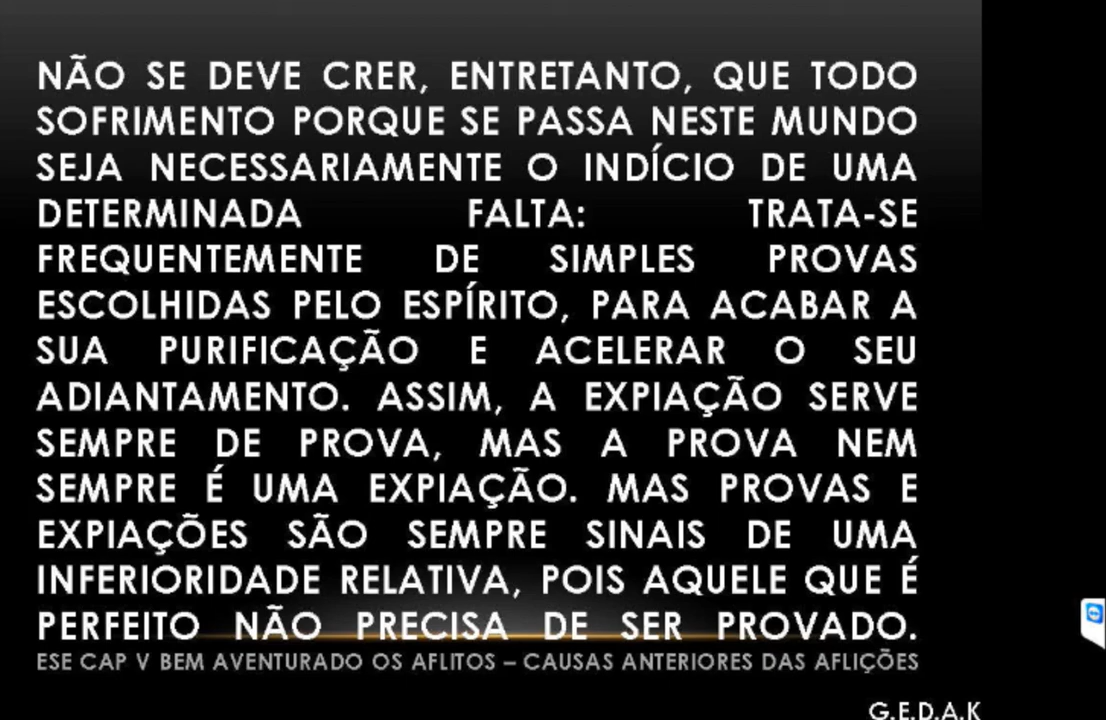 NÃO SE DEVE CRER, ENTRETANTO, QUE TODO
SOFRIMENTO PORQUE SE PASSA NESTE MUNDO
SEJA NECESSARIAMENTE O INDÍCIO DE UMA
DETERMINADA FALTA: TRATA-SE
FREQUENTEMENTE DE SIMPLES PROVAS
ESCOLHIDAS PELO ESPÍRITO, PARA ACABAR A
SUA PURIFICAÇÃO E ACELERAR O SEU
ADIANTAMENTO. ASSIM, A EXPIAÇÃO SERVE
SEMPRE DE PROVA, MAS A PROVA NEM
SEMPRE É UMA EXPIAÇÃO. MAS PROVAS E
EXPIAÇÕES SÃO SEMPRE SINAIS DE UMA
INFERIORIDADE RELATIVA, POIS AQUELE QUE É
PERFEITO NÃO PRECISA DE SER PROVADO.
ESE CAP V BEM AVENTURADO OS AFLITOS – CAUSAS ANTERIORES DAS AFLIÇÕES
G.E.D.A.K